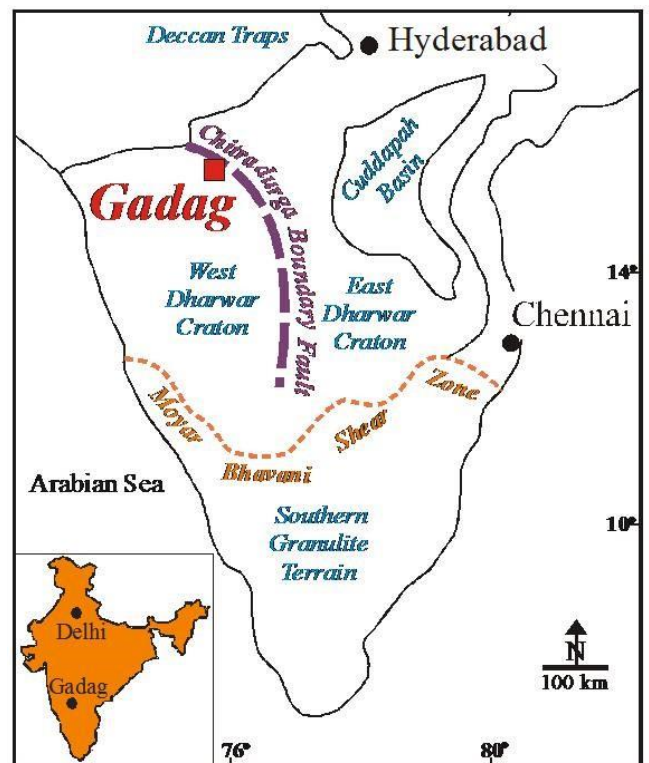 Deccan Traps
Hyderabad
Chitradurga Boundary Fault
Cuddapah
Basin
Gadag
West
Dharwar
Craton
East
Dharwar
Craton
14°
Chennai
Moyar
Bhavani
Shear
Zone
Arabian Sea
Southern
Granulite
Terrain
10°
Delhi
Gadag
N
100 km
76°
80°